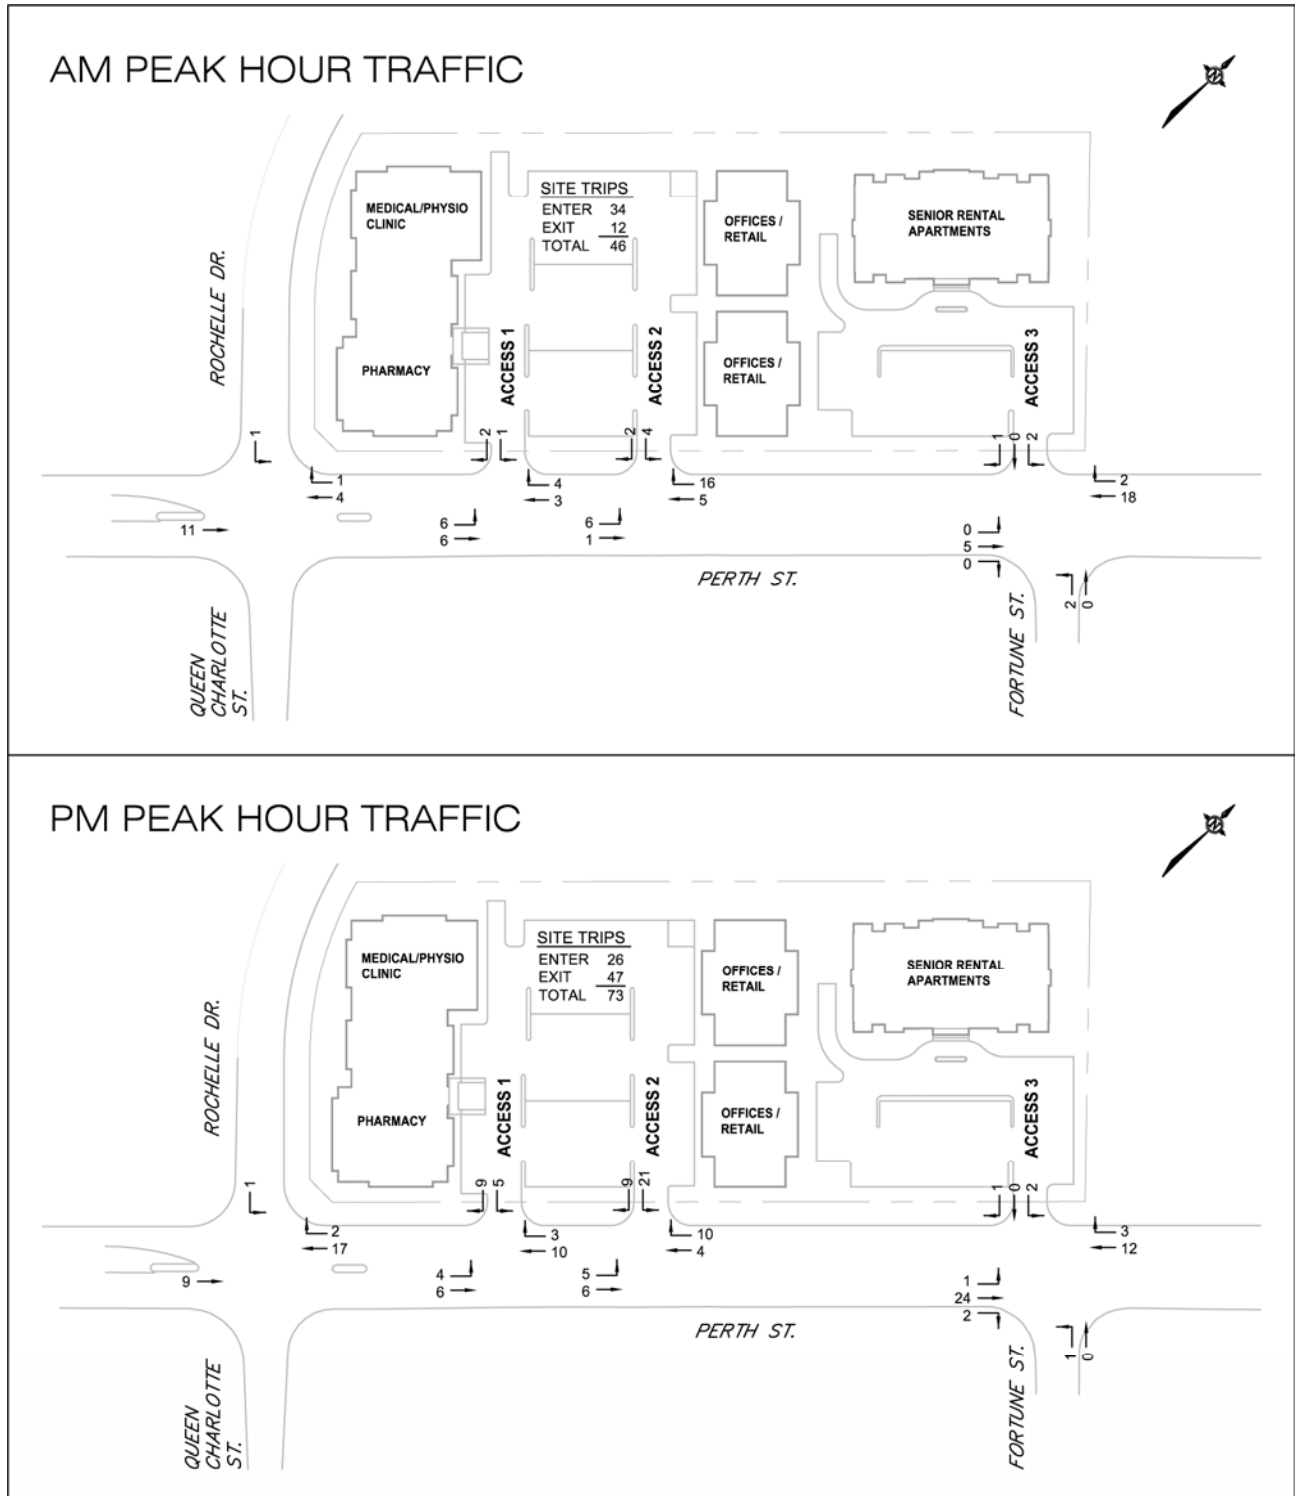 AM PEAK HOUR TRAFFIC
SITE TRIPS
ENTER 34
EXIT 12
TOTAL 46
MEDICAL/PHYSIO
CLINIC
OFFICES /
RETAIL
SENIOR RENTAL
APARTMENTS
ROCHELLE DR.
PHARMACY
ACCESS 1
ACCESS 2
OFFICES /
RETAIL
ACCESS 3
1
2
1
2
4
1
0
2
1
4
4
3
16
5
2
18
11
6
6
6
1
0
5
0
PERTH ST.
2
0
QUEEN
CHARLOTTE
ST.
FORTUNE ST.
PM PEAK HOUR TRAFFIC
SITE TRIPS
ENTER 26
EXIT 47
TOTAL 73
MEDICAL/PHYSIO
CLINIC
OFFICES /
RETAIL
SENIOR RENTAL
APARTMENTS
ROCHELLE DR.
PHARMACY
ACCESS 1
ACCESS 2
OFFICES /
RETAIL
ACCESS 3
1
9
5
9
21
1
0
2
2
17
3
10
10
4
3
12
9
4
6
5
6
1
24
2
PERTH ST.
1
0
QUEEN
CHARLOTTE
ST.
FORTUNE ST.